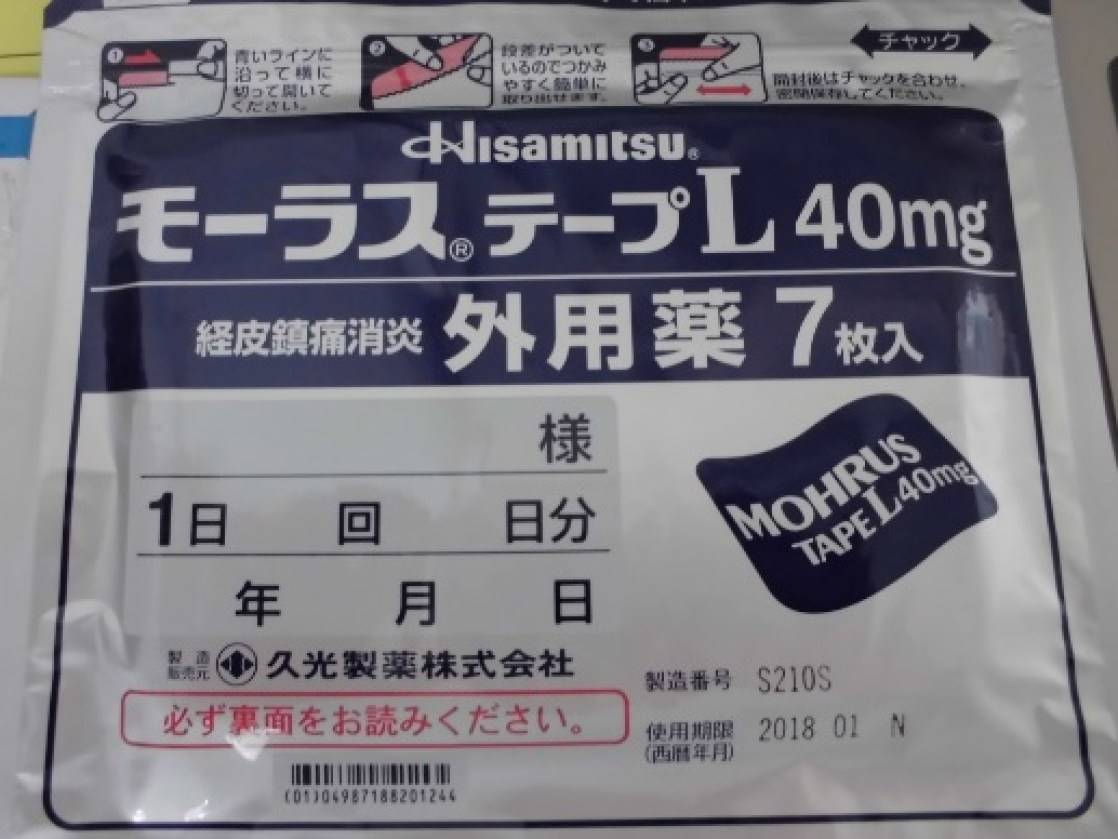 1
青いラインに
沿って横に
切って開いて
ください。
2
段差がついて
いるのでつかみ
やすく簡単に
取り出せます。
3
チャック
開封後はチャックを合わせ、
密閉保存してください。
Hisamitsu®
モーラス®テープL 40mg
経皮鎮痛消炎 外用薬 7枚入
様
1日 回 日分
年 月 日
MOHRUS
TAPE L40mg
製造
販売元 久光製薬株式会社
必ず裏面をお読みください。
製造番号 S210S
使用期限 2018 01 N
(西暦年月)
(01)04987188201244